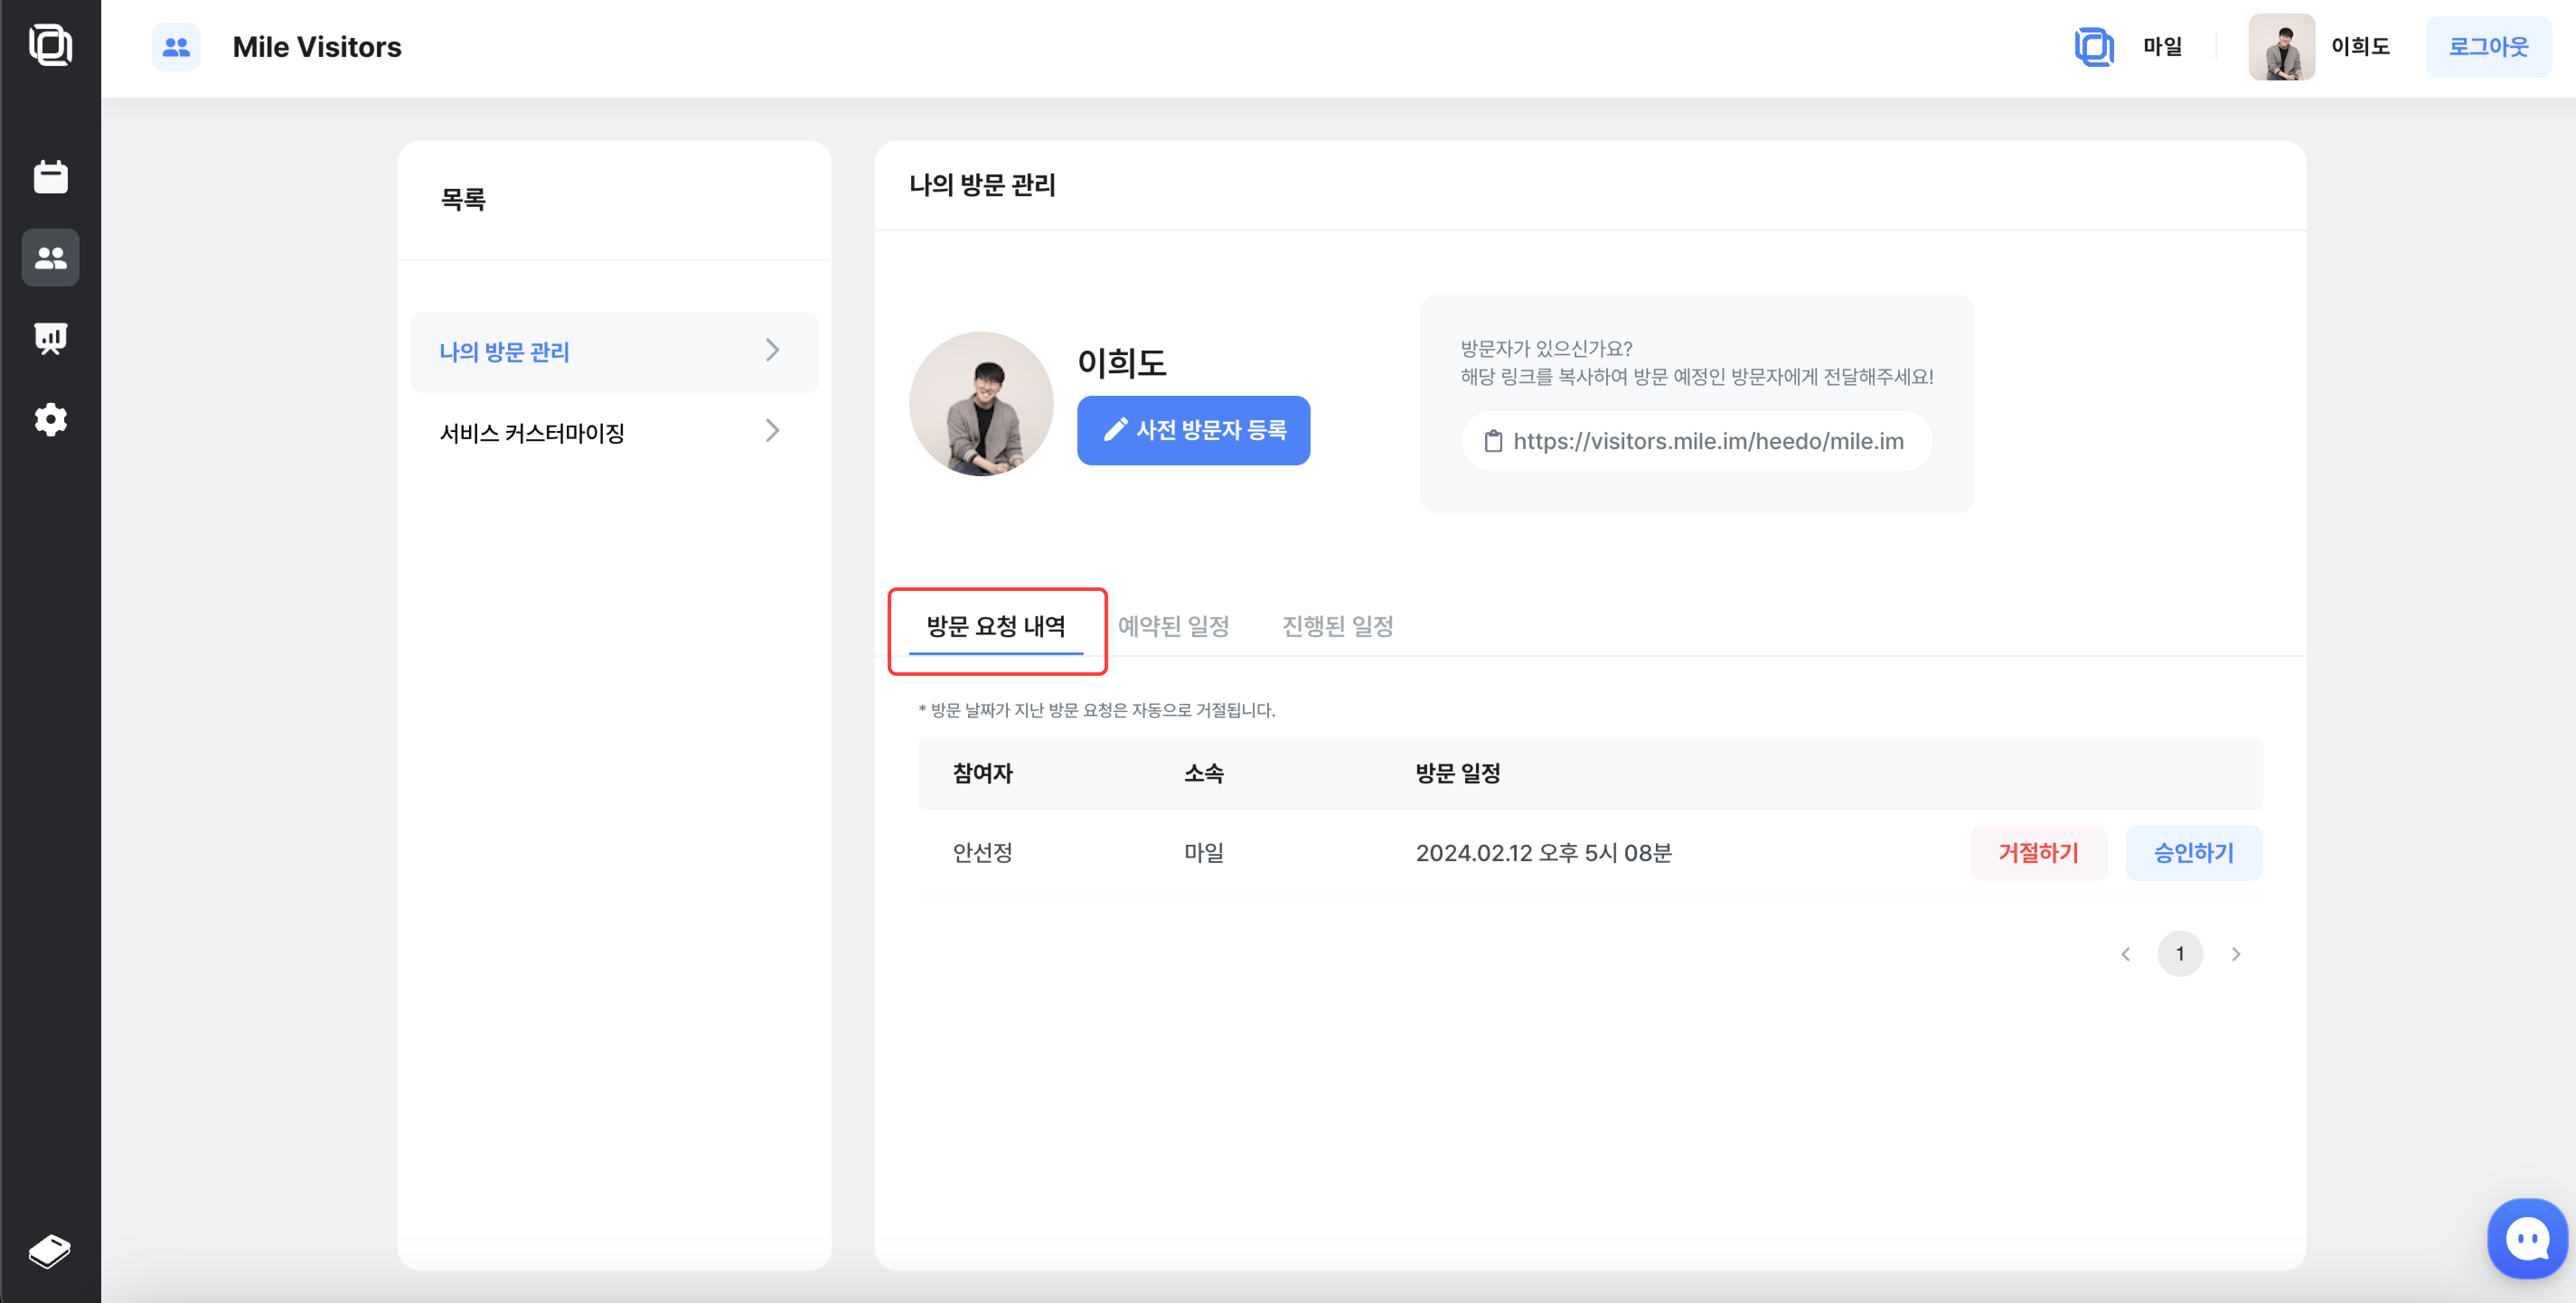 Mile Visitors
마일
이희도
로그아웃
목록
나의 방문 관리
서비스 커스터마이징
나의 방문 관리
이희도
사전 방문자 등록
방문자가 있으신가요?
해당 링크를 복사하여 방문 예정인 방문자에게 전달해주세요!
https://visitors.mile.im/heedo/mile.im
방문 요청 내역 예약된 일정 진행된 일정
* 방문 날짜가 지난 방문 요청은 자동으로 거절됩니다.
참여자 소속 방문 일정
안선정 마일 2024.02.12 오후 5시 08분 거절하기 승인하기
1